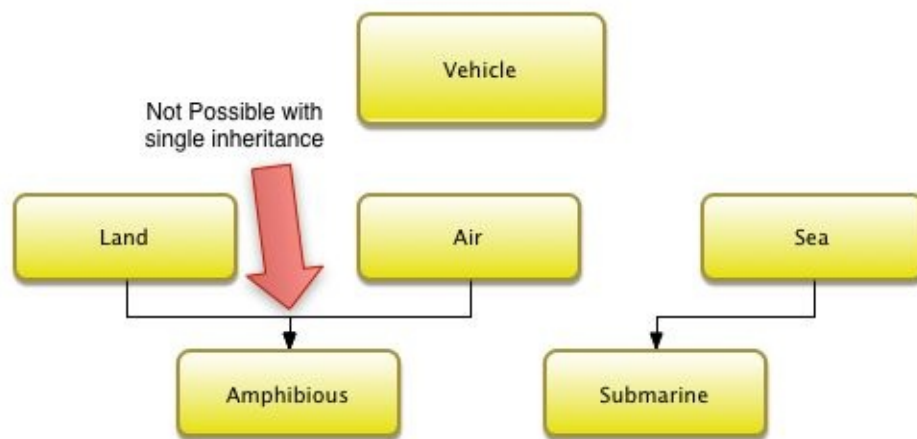 Vehicle
Not Possible with
single inheritance
Land
Air
Sea
Amphibious
Submarine